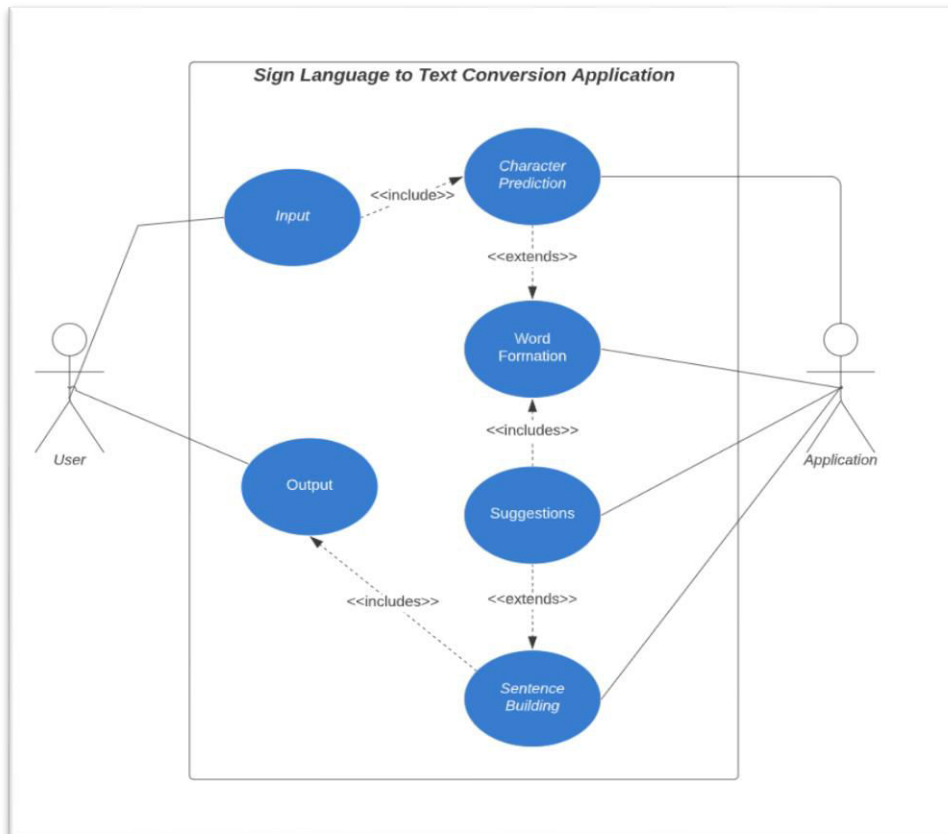 Sign Language to Text Conversion Application
Character
Prediction
<<include>>
Input
<<extends>>
Word
Formation
<<includes>>
User
Application
Output
Suggestions
<<extends>>
<<includes>>
Sentence
Building